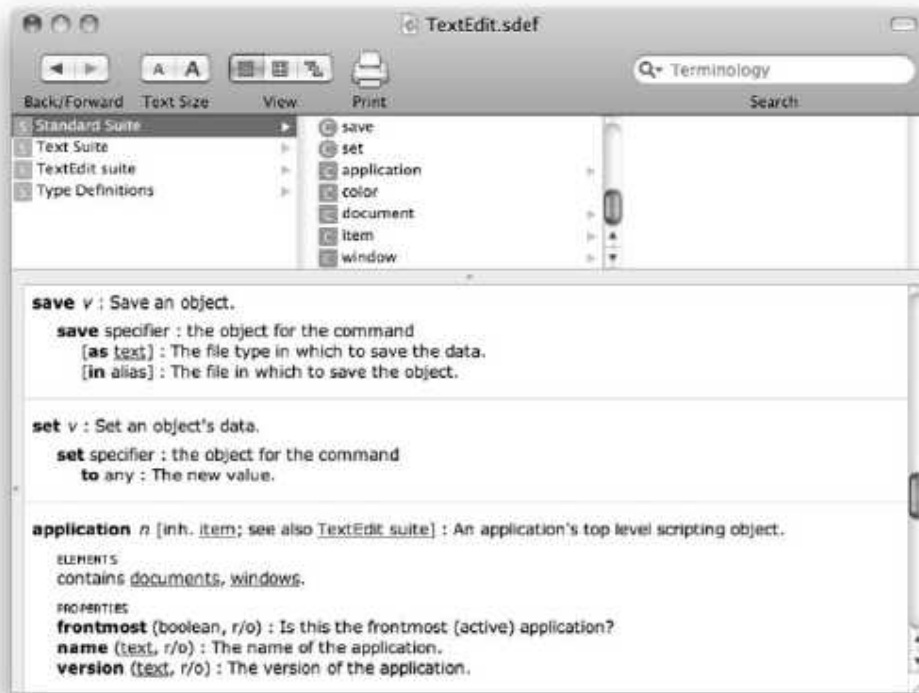 TextEdit.sdef
A A
Terminology
Back/Forward Text Size View Print Search
S Standard Suite
S Text Suite
S TextEdit suite
S Type Definitions
C save
C set
C application
C color
C document
C item
C window
save v : Save an object.
save specifier : the object for the command
[as text] : The file type in which to save the data.
[in alias] : The file in which to save the object.
set v : Set an object's data.
set specifier : the object for the command
to any : The new value.
application n [inh. item; see also TextEdit suite] : An application's top level scripting object.
ELEMENTS
contains documents, windows.
PROPERTIES
frontmost (boolean, r/o) : Is this the frontmost (active) application?
name (text, r/o) : The name of the application.
version (text, r/o) : The version of the application.